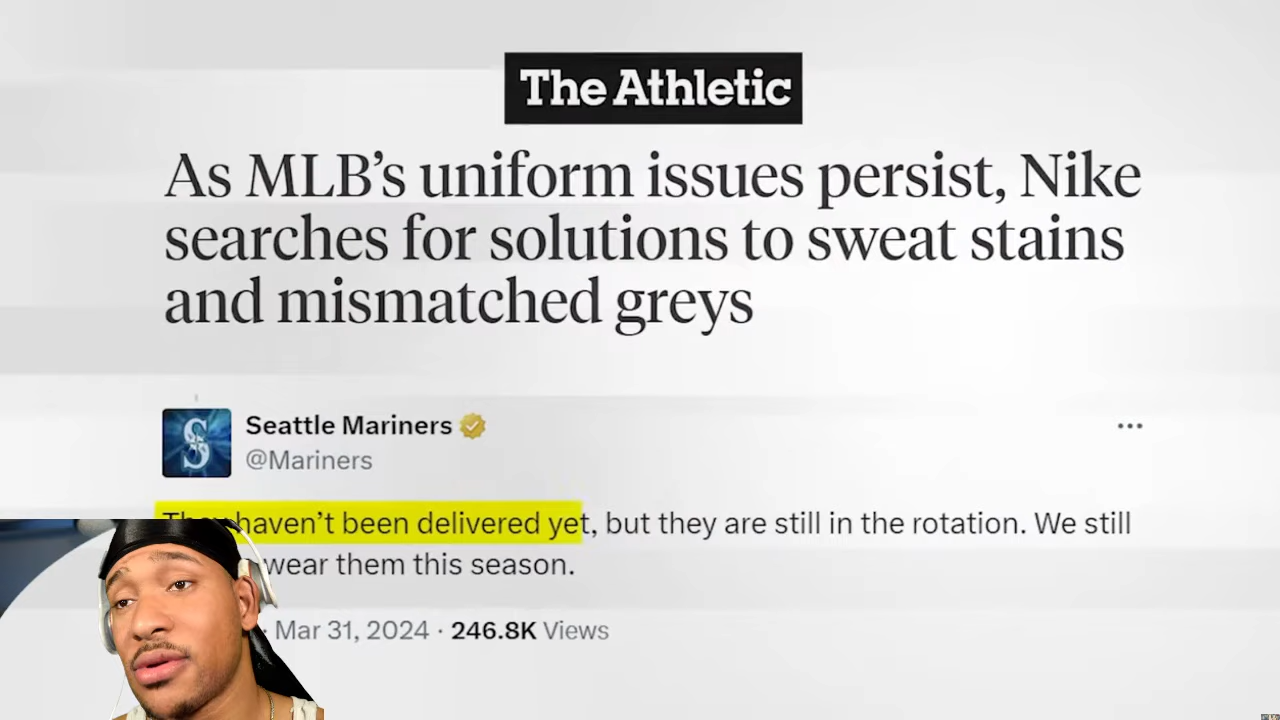 The Athletic
As MLB's uniform issues persist, Nike
searches for solutions to sweat stains
and mismatched greys
Seattle Mariners
@Mariners
They haven't been delivered yet, but they are still in the rotation. We still
wear them this season.
· Mar 31, 2024 · 246.8K Views